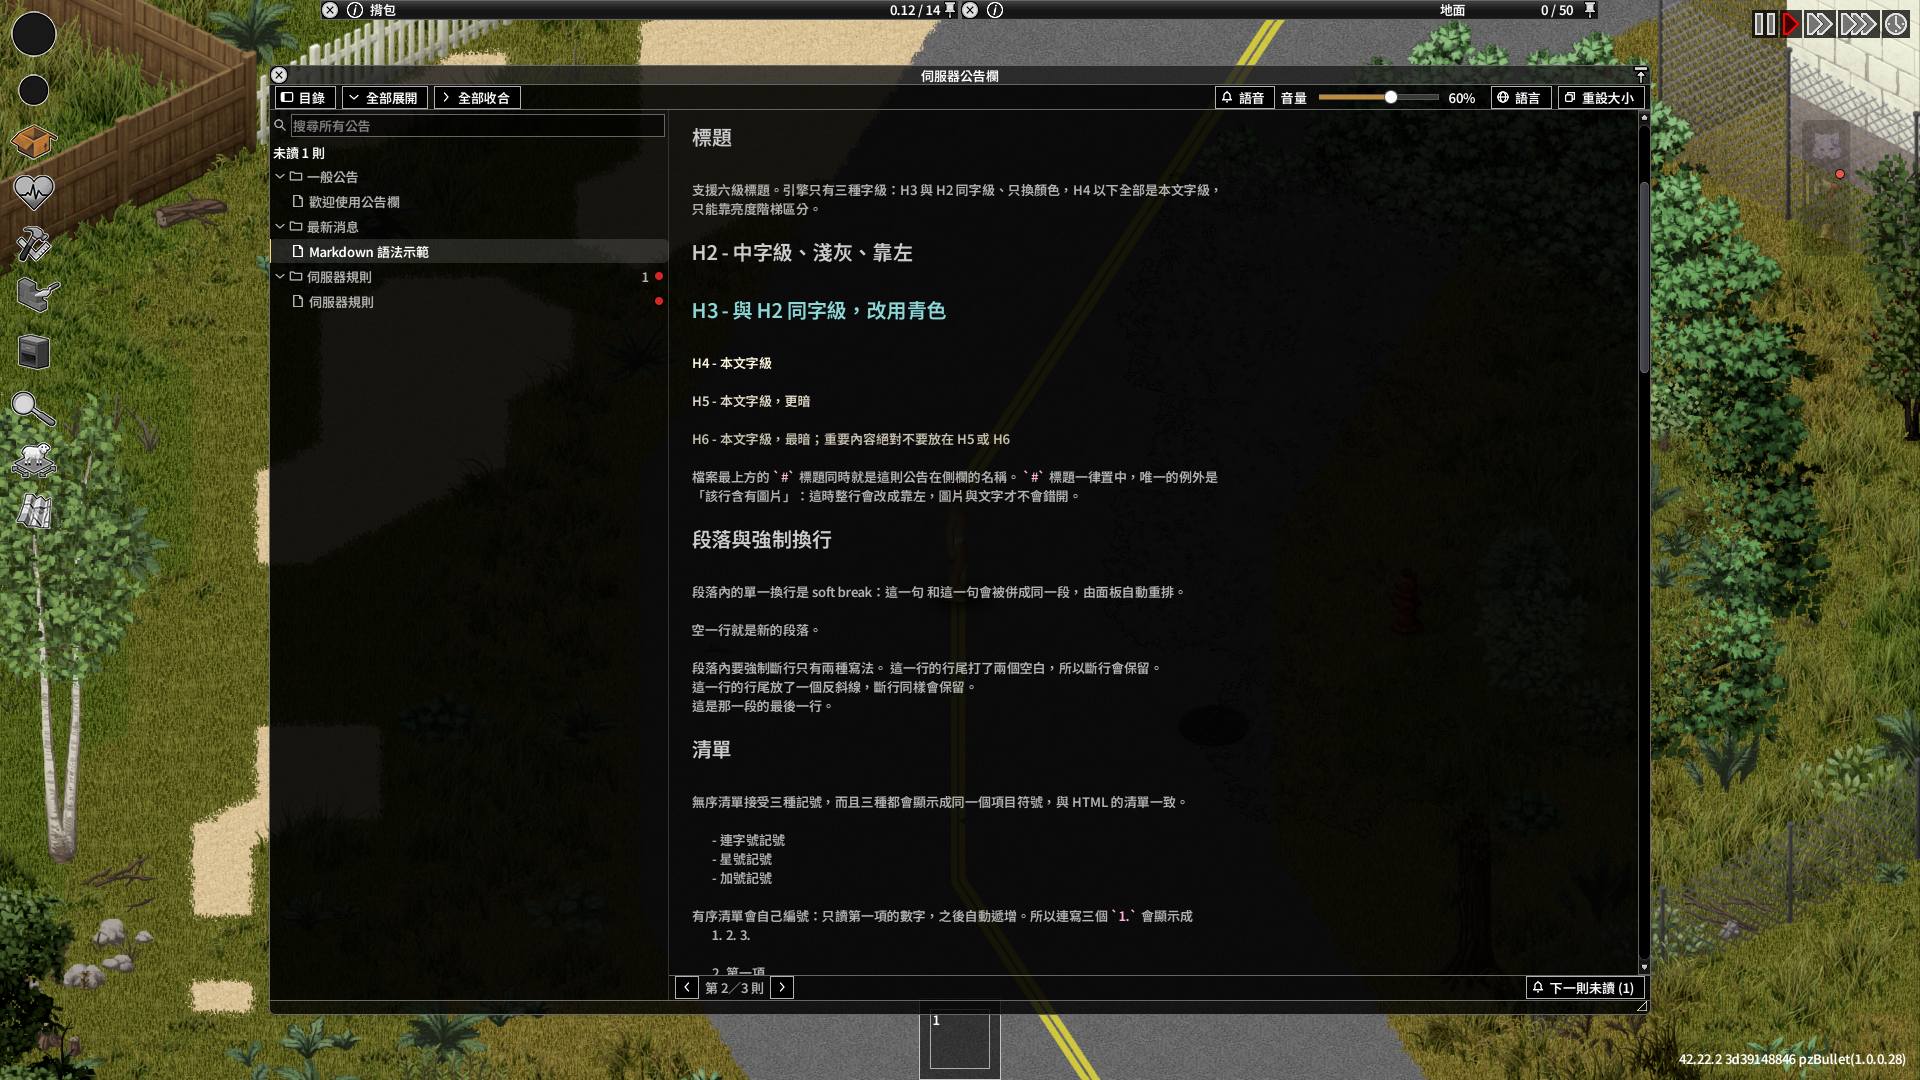 揹包
0.12 / 14
地面
0 / 50
伺服器公告欄
目錄
全部展開
全部收合
語音
音量
60%
語言
重設大小
搜尋所有公告
未讀 1 則
一般公告
歡迎使用公告欄
最新消息
Markdown 語法示範
伺服器規則
1
伺服器規則
標題
支援六級標題。引擎只有三種字級：H3 與 H2 同字級、只換顏色，H4 以下全部是本文字級，
只能靠亮度階梯區分。
H2 - 中字級、淺灰、靠左
H3 - 與 H2 同字級，改用青色
H4 - 本文字級
H5 - 本文字級，更暗
H6 - 本文字級，最暗；重要內容絕對不要放在 H5 或 H6
檔案最上方的 `#` 標題同時就是這則公告在側欄的名稱。`#` 標題一律置中，唯一的例外是
「該行含有圖片」：這時整行會改成靠左，圖片與文字才不會錯開。
段落與強制換行
段落內的單一換行是 soft break：這一句 和這一句會被併成同一段，由面板自動重排。
空一行就是新的段落。
段落內要強制斷行只有兩種寫法。 這一行的行尾打了兩個空白，所以斷行會保留。
這一行的行尾放了一個反斜線，斷行同樣會保留。
這是那一段的最後一行。
清單
無序清單接受三種記號，而且三種都會顯示成同一個項目符號，與 HTML 的清單一致。
- 連字號記號
- 星號記號
- 加號記號
有序清單會自己編號：只讀第一項的數字，之後自動遞增。所以連寫三個 `1.` 會顯示成
1. 2. 3.
2. 第一項
第 2／3 則
下一則未讀 (1)
1
42.22.2 3d39148846 pzBullet(1.0.0.28)